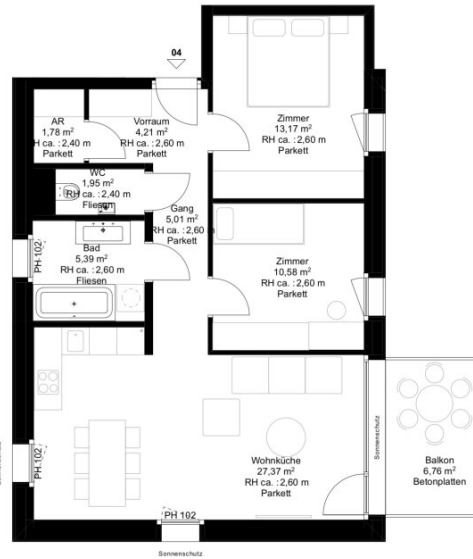 04
AR
1,78 m²
RH ca. : 2,40 m
Parkett
Vorraum
4,21 m²
RH ca. : 2,60 m
Parkett
Zimmer
13,17 m²
RH ca. : 2,60 m
Parkett
WC
1,95 m²
RH ca. : 2,40 m
Fliesen
Gang
5,01 m²
RH ca. : 2,60 m
Parkett
Bad
5,39 m²
RH ca. : 2,60 m
Fliesen
PH 102
Zimmer
10,58 m²
RH ca. : 2,60 m
Parkett
Wohnküche
27,37 m²
RH ca. : 2,60 m
Parkett
PH 102
PH 102
Sonnenschutz
Balkon
6,76 m²
Betonplatten
Sonnenschutz